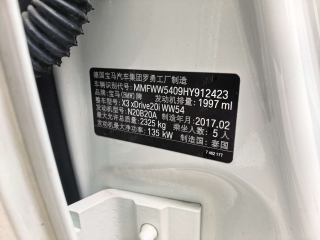 德国宝马汽车集团罗勇工厂制造
车辆识别代号: MMFWW5409HY912423
品牌: 宝马(BMW)牌 发动机排量: 1997 ml
型号: X3 xDrive20i WW54
发动机型号: N20B20A 制造年月: 2017.02
最大允许总质量: 2325 kg 乘坐人数: 5 人
发动机最大净功率: 135 kW 制造国: 泰国
7 492 177